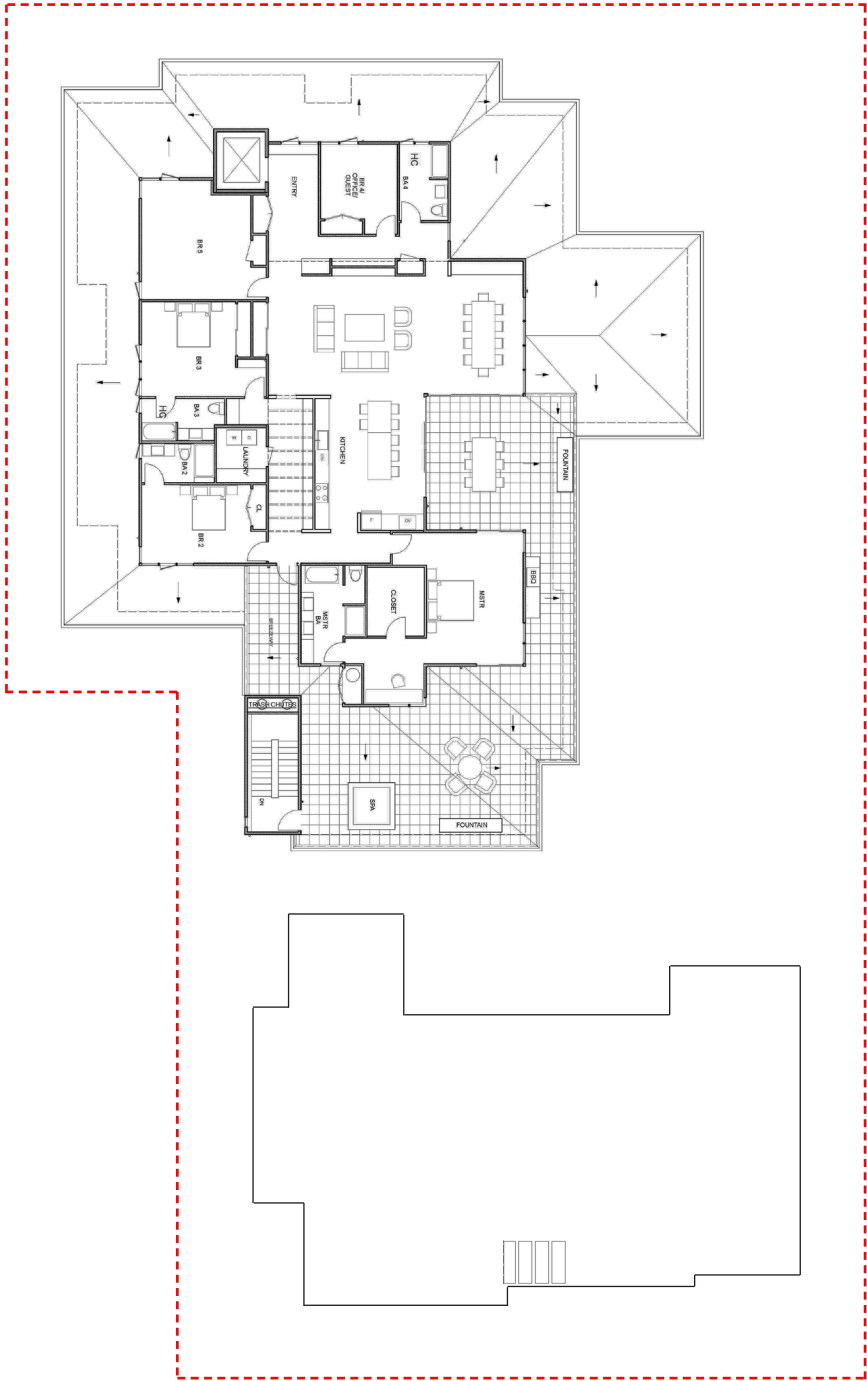 HC
BA 4
BR 4/
OFFICE/
GUEST
ENTRY
BR 5
BR 3
HC
BA 3
BA 2
LAUNDRY
KITCHEN
FOUNTAIN
CL
BR 2
BBQ
MSTR
CLOSET
MSTR
BA
BREEZEWAY
TRASH CHUTES
DN
SPA
FOUNTAIN